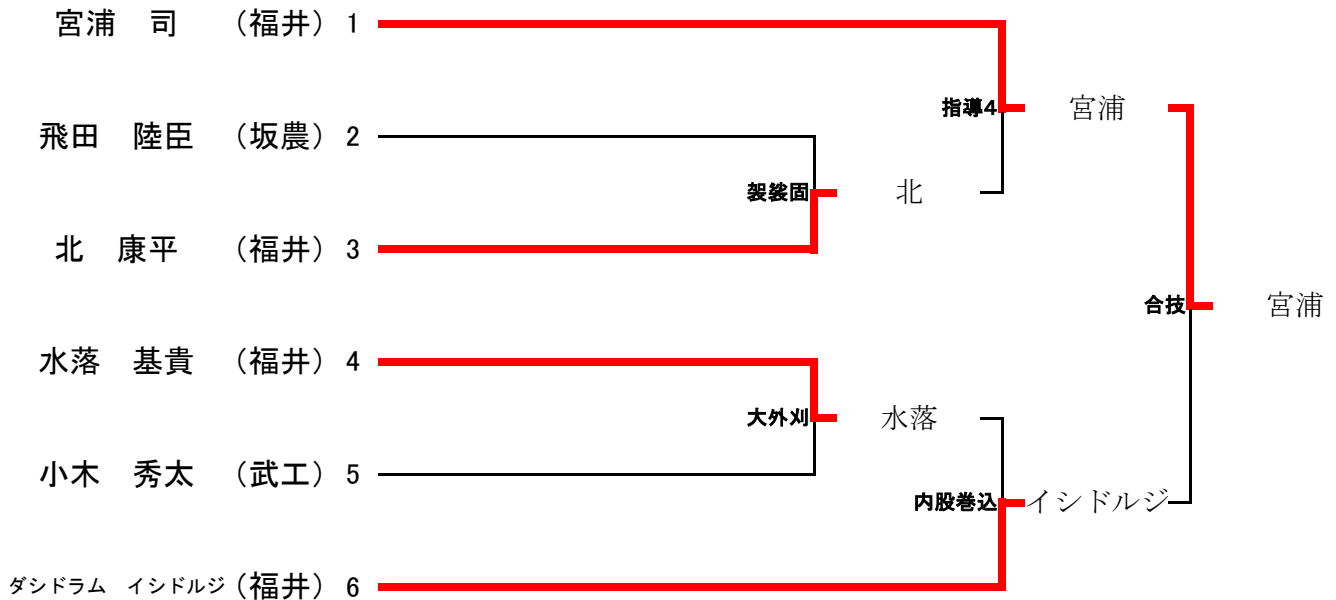 宮浦　司　（福井） 1
指導4　宮浦
飛田　陸臣　（坂農） 2
袈裟固　北
北　康平　（福井） 3
合技　宮浦
水落　基貴　（福井） 4
大外刈　水落
小木　秀太　（武工） 5
内股巻込　イシドルジ
ダシドラム　イシドルジ （福井） 6